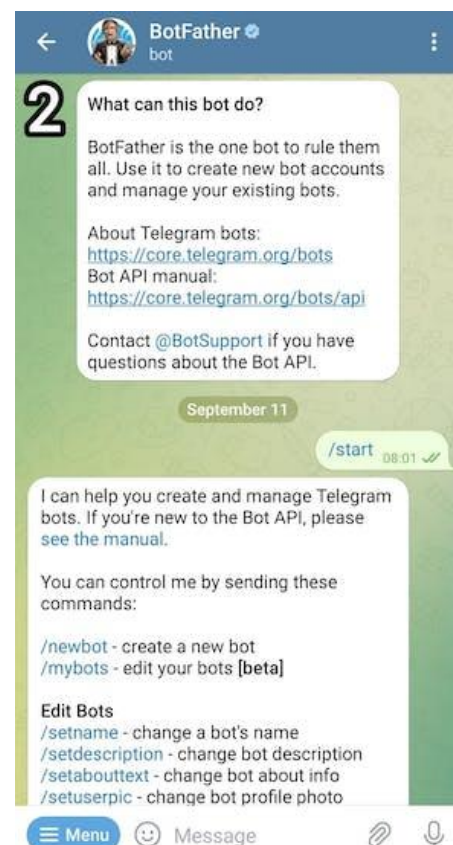 BotFather
bot
2
What can this bot do?
BotFather is the one bot to rule them
all. Use it to create new bot accounts
and manage your existing bots.
About Telegram bots:
https://core.telegram.org/bots
Bot API manual:
https://core.telegram.org/bots/api
Contact @BotSupport if you have
questions about the Bot API.
September 11
/start 08:01
I can help you create and manage Telegram
bots. If you're new to the Bot API, please
see the manual.
You can control me by sending these
commands:
/newbot - create a new bot
/mybots - edit your bots [beta]
Edit Bots
/setname - change a bot's name
/setdescription - change bot description
/setabouttext - change bot about info
/setuserpic - change bot profile photo
Menu Message